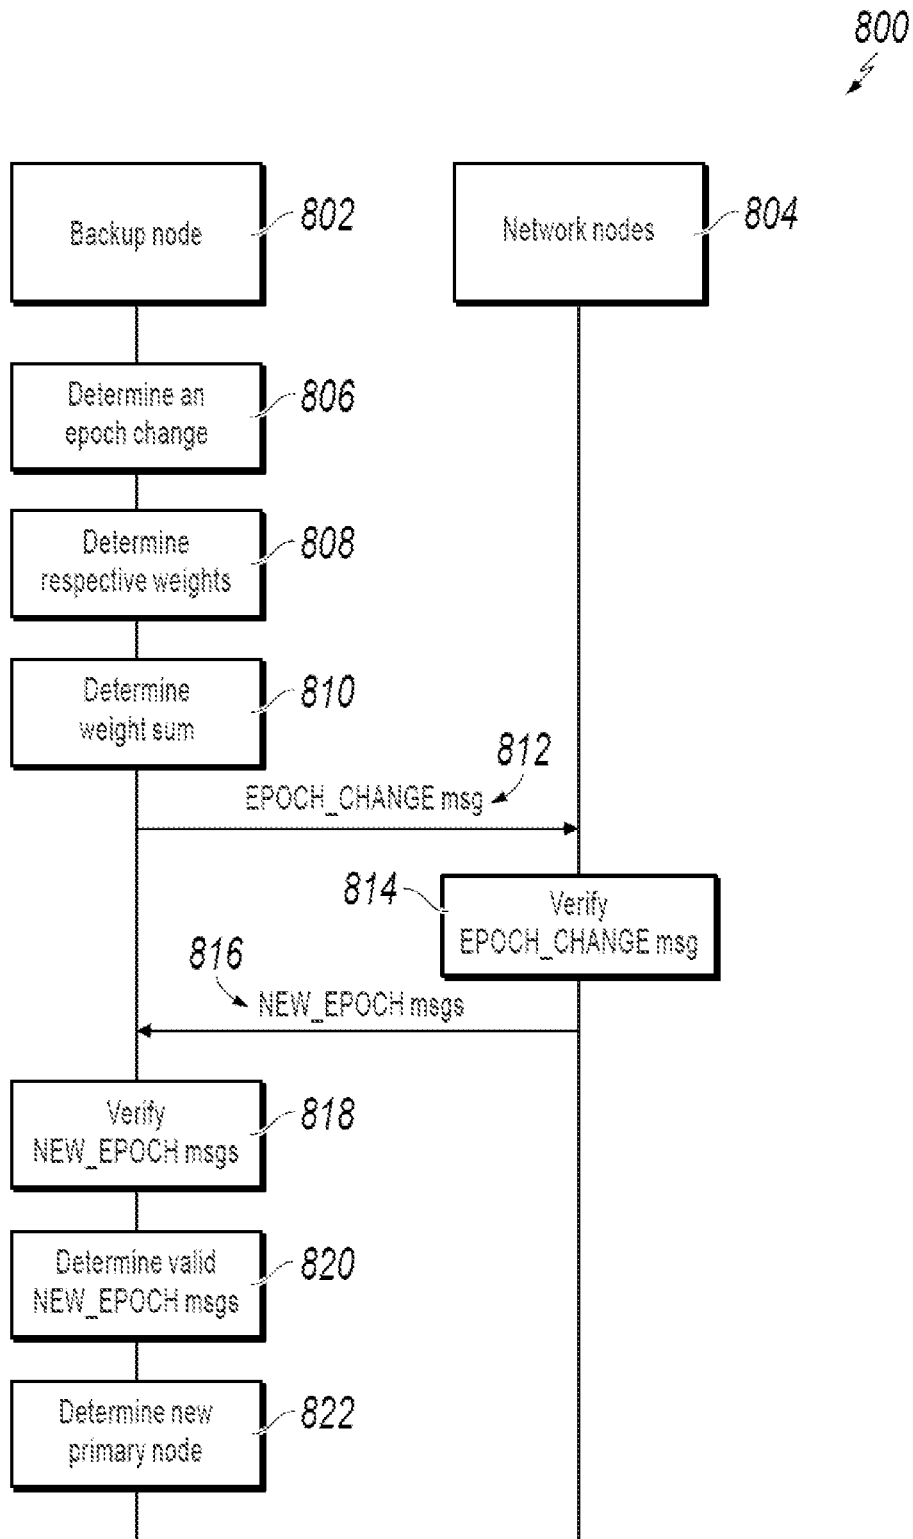 800
Backup node
802
Network nodes
804
Determine an
epoch change
806
Determine
respective weights
808
Determine
weight sum
810
812
EPOCH_CHANGE msg
814
Verify
EPOCH_CHANGE msg
816
NEW_EPOCH msgs
Verify
NEW_EPOCH msgs
818
Determine valid
NEW_EPOCH msgs
820
Determine new
primary node
822